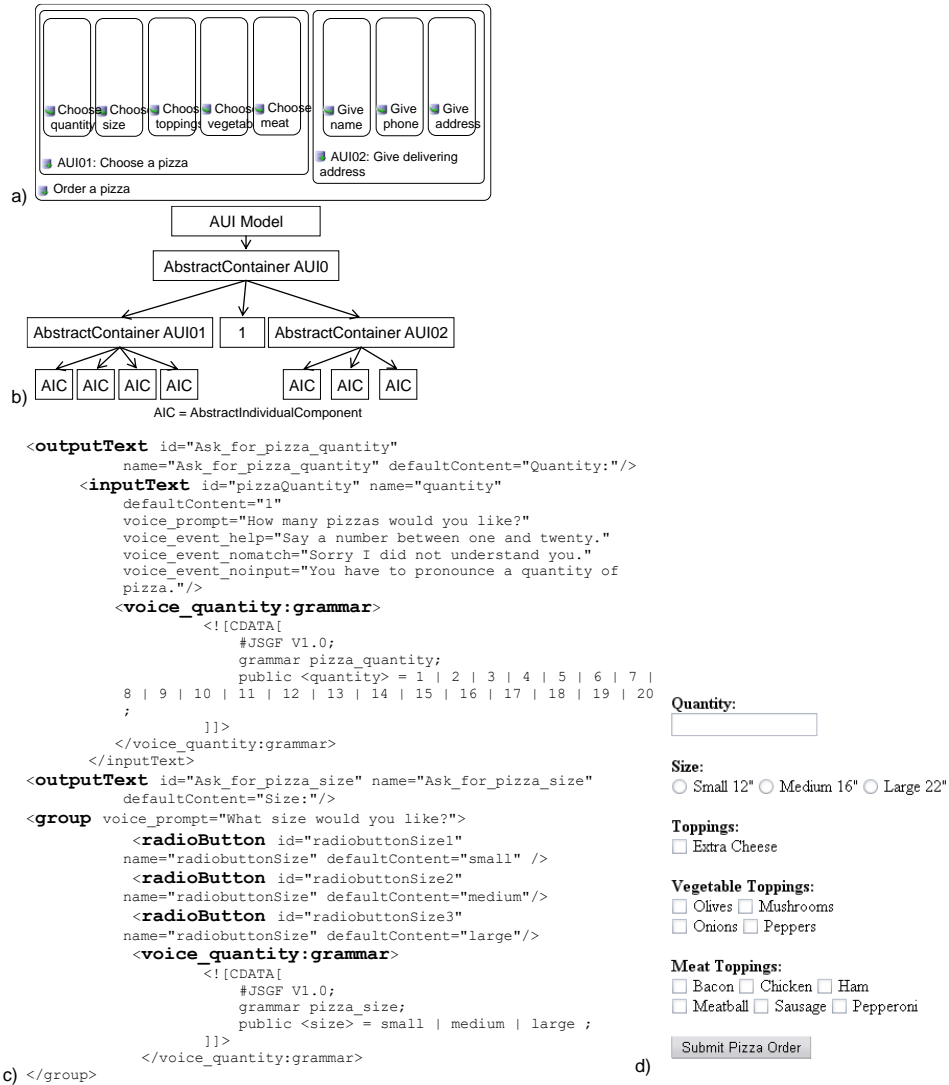 Choose quantity
Choose size
Choos toppings
Choos vegetab
Choose meat
Give name
Give phone
Give address
AUI01: Choose a pizza
AUI02: Give delivering
address
Order a pizza
a)
AUI Model
AbstractContainer AUI0
AbstractContainer AUI01
1
AbstractContainer AUI02
AIC AIC AIC AIC AIC AIC AIC
b)
AIC = AbstractIndividualComponent
<outputText id="Ask_for_pizza_quantity"
name="Ask_for_pizza_quantity" defaultContent="Quantity:"/>
<inputText id="pizzaQuantity" name="quantity"
defaultContent="1"
voice_prompt="How many pizzas would you like?"
voice_event_help="Say a number between one and twenty."
voice_event_nomatch="Sorry I did not understand you."
voice_event_noinput="You have to pronounce a quantity of
pizza."/>
<voice_quantity:grammar>
<![CDATA[
#JSGF V1.0;
grammar pizza_quantity;
public <quantity> = 1 | 2 | 3 | 4 | 5 | 6 | 7 |
8 | 9 | 10 | 11 | 12 | 13 | 14 | 15 | 16 | 17 | 18 | 19 | 20
;
]]>
</voice_quantity:grammar>
</inputText>
<outputText id="Ask_for_pizza_size" name="Ask_for_pizza_size"
defaultContent="Size:"/>
<group voice_prompt="What size would you like?">
<radioButton id="radiobuttonSize1"
name="radiobuttonSize" defaultContent="small" />
<radioButton id="radiobuttonSize2"
name="radiobuttonSize" defaultContent="medium"/>
<radioButton id="radiobuttonSize3"
name="radiobuttonSize" defaultContent="large"/>
<voice_quantity:grammar>
<![CDATA[
#JSGF V1.0;
grammar pizza_size;
public <size> = small | medium | large ;
]]>
</voice_quantity:grammar>
c) </group>
Quantity:
Size:
Small 12" Medium 16" Large 22"
Toppings:
Extra Cheese
Vegetable Toppings:
Olives Mushrooms
Onions Peppers
Meat Toppings:
Bacon Chicken Ham
Meatball Sausage Pepperoni
Submit Pizza Order
d)